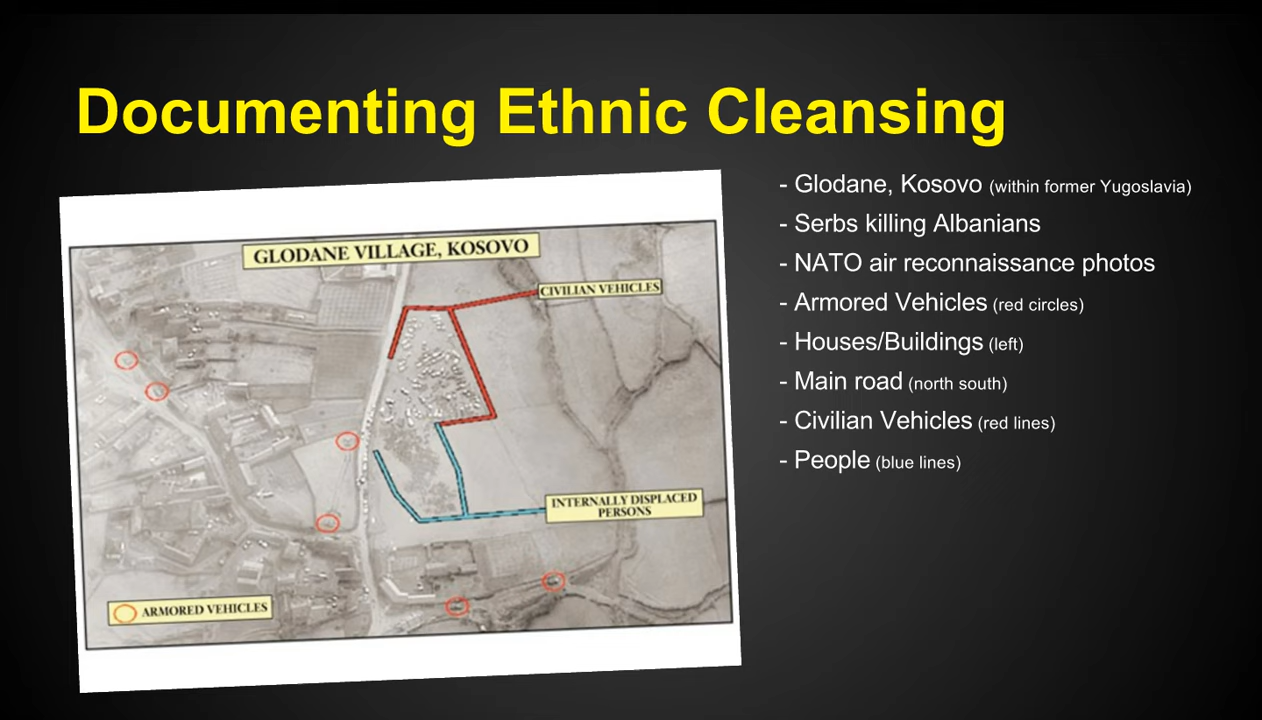 Documenting Ethnic Cleansing
GLODANE VILLAGE, KOSOVO
CIVILIAN VEHICLES
INTERNALLY DISPLACED
PERSONS
ARMORED VEHICLES
- Glodane, Kosovo (within former Yugoslavia)
- Serbs killing Albanians
- NATO air reconnaissance photos
- Armored Vehicles (red circles)
- Houses/Buildings (left)
- Main road (north south)
- Civilian Vehicles (red lines)
- People (blue lines)